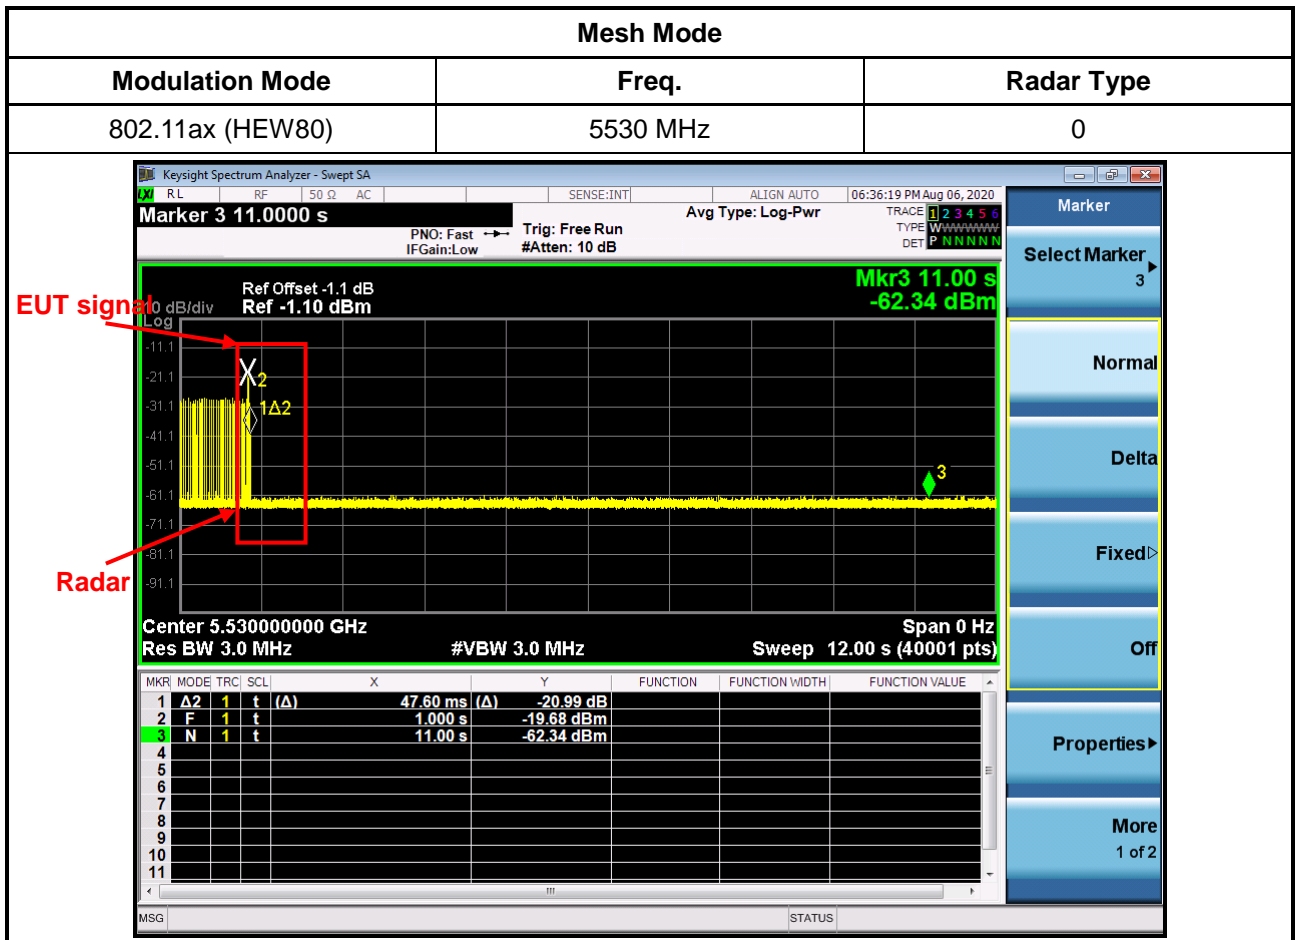 Mesh Mode
Modulation Mode Freq. Radar Type
802.11ax (HEW80) 5530 MHz 0
Keysight Spectrum Analyzer - Swept SA
LXI RL RF 50 Ω AC SENSE:INT ALIGN AUTO 06:36:19 PM Aug 06, 2020
Marker 3 11.0000 s
PNO: Fast
IFGain:Low
Trig: Free Run
#Atten: 10 dB
Avg Type: Log-Pwr
TRACE 1 2 3 4 5 6
TYPE WWWWWW
DET P N N N N N
Mkr3 11.00 s
-62.34 dBm
Ref Offset -1.1 dB
Ref -1.10 dBm
EUT signal
dB/div
Log
-11.1
-21.1
-31.1
-41.1
-51.1
-61.1
-71.1
-81.1
-91.1
2
1Δ2
3
Radar
Center 5.530000000 GHz Span 0 Hz
Res BW 3.0 MHz #VBW 3.0 MHz Sweep 12.00 s (40001 pts)
MKR MODE TRC SCL X Y FUNCTION FUNCTION WIDTH FUNCTION VALUE
1 Δ2 1 t (Δ) 47.60 ms (Δ) -20.99 dB
2 F 1 t 1.000 s -19.68 dBm
3 N 1 t 11.00 s -62.34 dBm
4
5
6
7
8
9
10
11
MSG STATUS
Marker
Select Marker
3
Normal
Delta
Fixed
Off
Properties
More
1 of 2